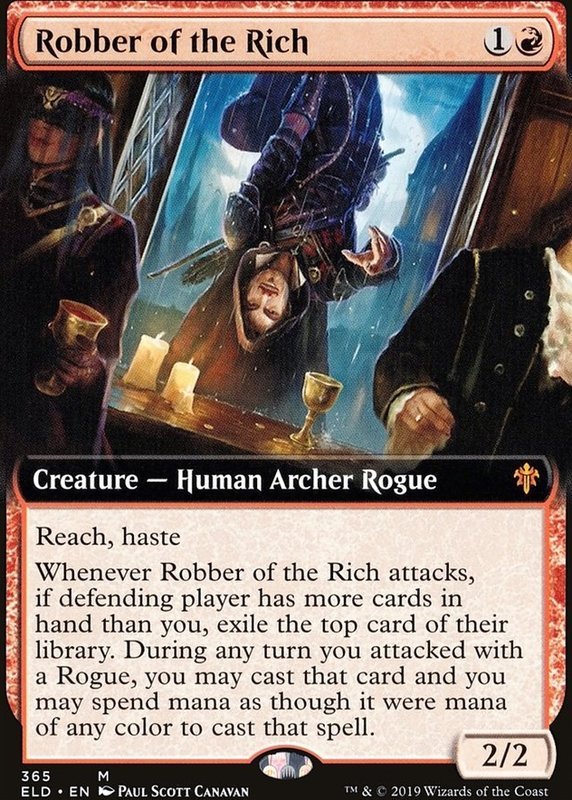 Robber of the Rich 1
Creature — Human Archer Rogue
Reach, haste
Whenever Robber of the Rich attacks,
if defending player has more cards in
hand than you, exile the top card of their
library. During any turn you attacked with
a Rogue, you may cast that card and you
may spend mana as though it were mana
of any color to cast that spell.
2/2
365 M
ELD • EN Paul Scott Canavan
™ & © 2019 Wizards of the Coast